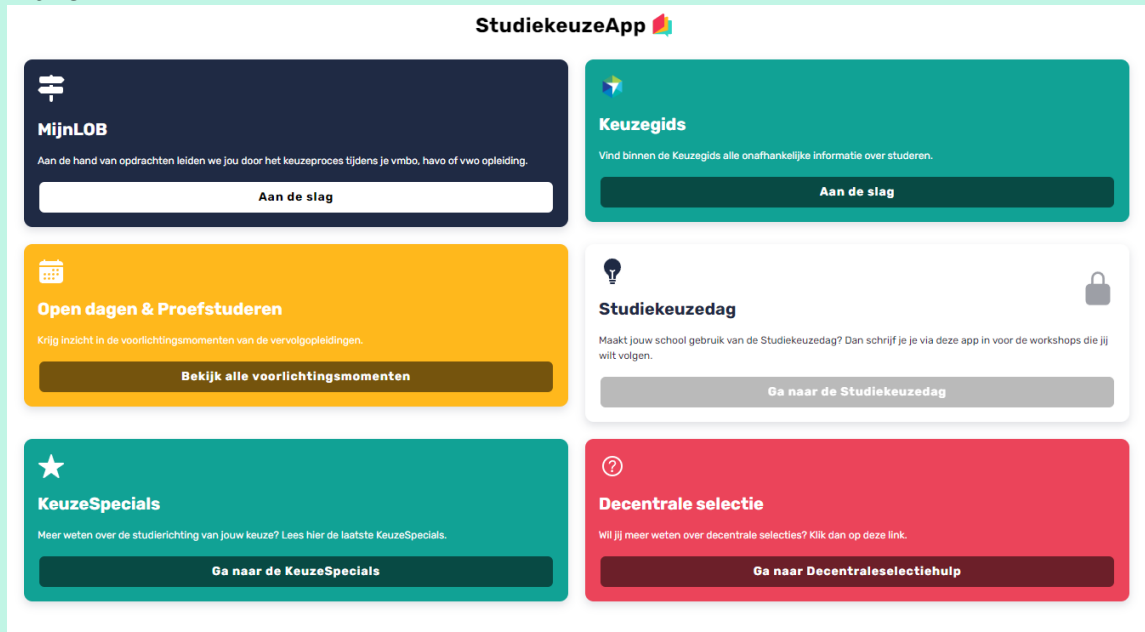 StudiekeuzeApp
MijnLOB
Aan de hand van opdrachten leiden we jou door het keuzeproces tijdens je vmbo, havo of vwo opleiding.
Aan de slag
Keuzegids
Vind binnen de Keuzegids alle onafhankelijke informatie over studeren.
Aan de slag
Open dagen & Proefstuderen
Krijg inzicht in de voorlichtingsmomenten van de vervolgopleidingen.
Bekijk alle voorlichtingsmomenten
Studiekeuzedag
Maakt jouw school gebruik van de Studiekeuzedag? Dan schrijf je je via deze app in voor de workshops die jij
wilt volgen.
Ga naar de Studiekeuzedag
KeuzeSpecials
Meer weten over de studierichting van jouw keuze? Lees hier de laatste KeuzeSpecials.
Ga naar de KeuzeSpecials
Decentrale selectie
Wil jij meer weten over decentrale selecties? Klik dan op deze link.
Ga naar Decentraleselectiehulp